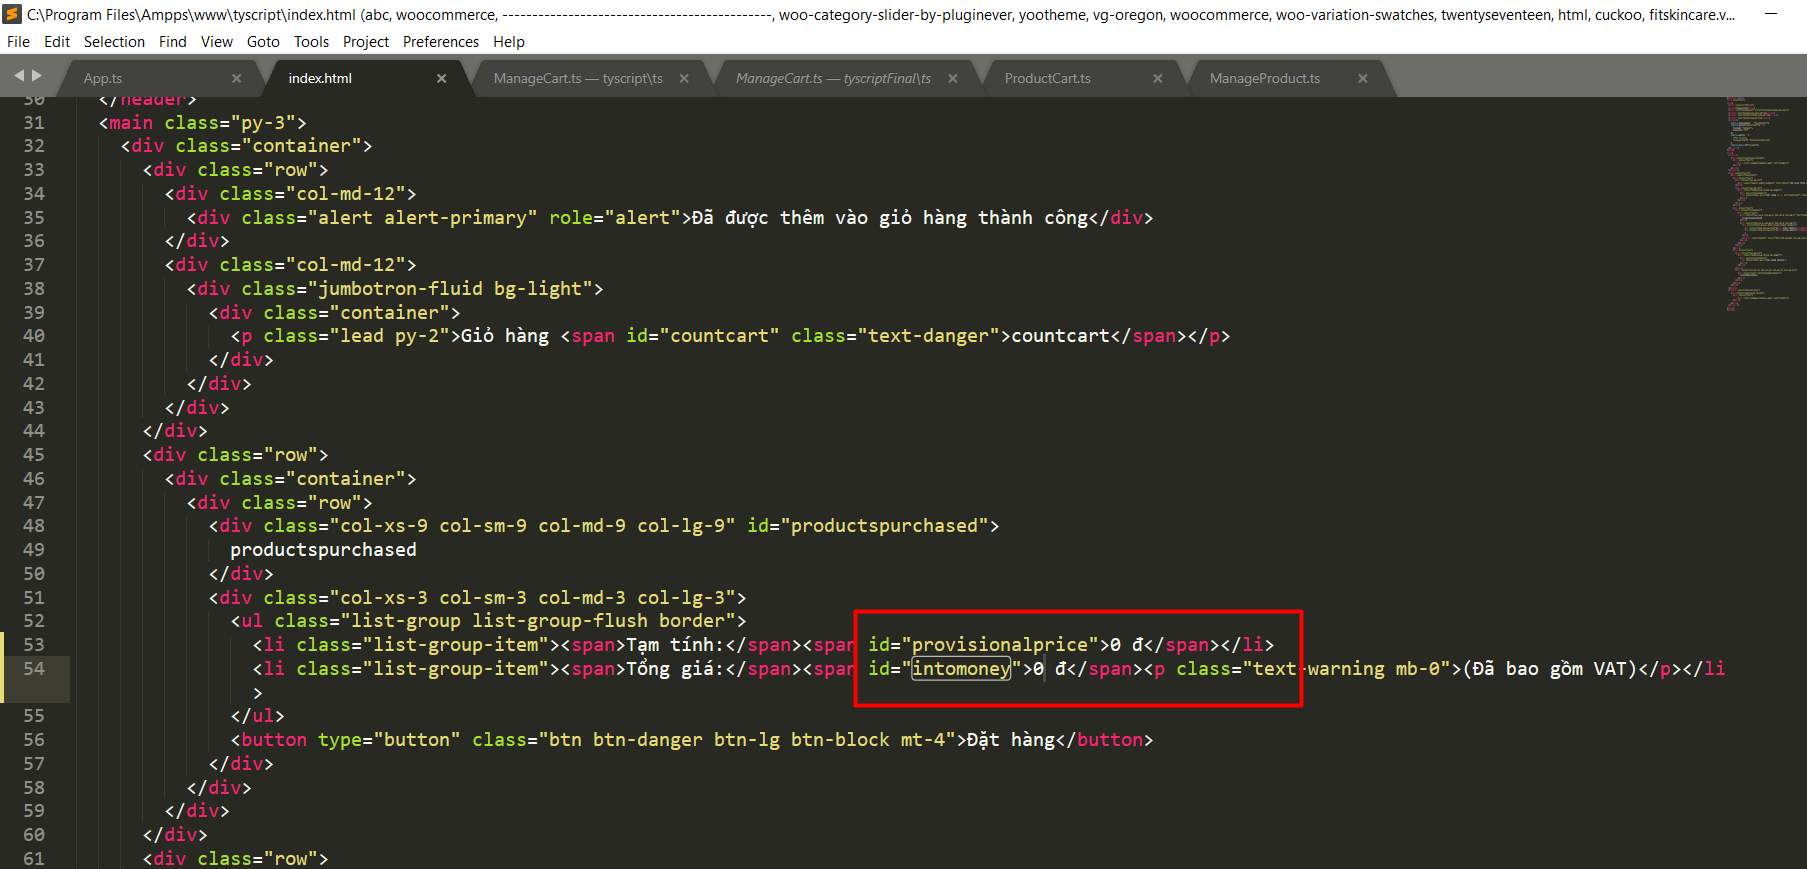 C:\Program Files\Ampps\www\tyscript\index.html (abc, woocommerce, --------------------------------------------, woo-category-slider-by-pluginever, yootheme, vg-oregon, woocommerce, woo-variation-swatches, twentyseventeen, html, cuckoo, fitskincare.v...
File Edit Selection Find View Goto Tools Project Preferences Help
App.ts × index.html × ManageCart.ts — tyscript\ts × ManageCart.ts — tyscriptFinal\ts × ProductCart.ts × ManageProduct.ts ×
30 </header>
31 <main class="py-3">
32 <div class="container">
33 <div class="row">
34 <div class="col-md-12">
35 <div class="alert alert-primary" role="alert">Đã được thêm vào giỏ hàng thành công</div>
36 </div>
37 <div class="col-md-12">
38 <div class="jumbotron-fluid bg-light">
39 <div class="container">
40 <p class="lead py-2">Giỏ hàng <span id="countcart" class="text-danger">countcart</span></p>
41 </div>
42 </div>
43 </div>
44 </div>
45 <div class="row">
46 <div class="container">
47 <div class="row">
48 <div class="col-xs-9 col-sm-9 col-md-9 col-lg-9" id="productspurchased">
49 productspurchased
50 </div>
51 <div class="col-xs-3 col-sm-3 col-md-3 col-lg-3">
52 <ul class="list-group list-group-flush border">
53 <li class="list-group-item"><span>Tạm tính:</span><span id="provisionalprice">0 đ</span></li>
54 <li class="list-group-item"><span>Tổng giá:</span><span id="intomoney">0 đ</span><p class="text-warning mb-0">(Đã bao gồm VAT)</p></li
>
55 </ul>
56 <button type="button" class="btn btn-danger btn-lg btn-block mt-4">Đặt hàng</button>
57 </div>
58 </div>
59 </div>
60 </div>
61 <div class="row">